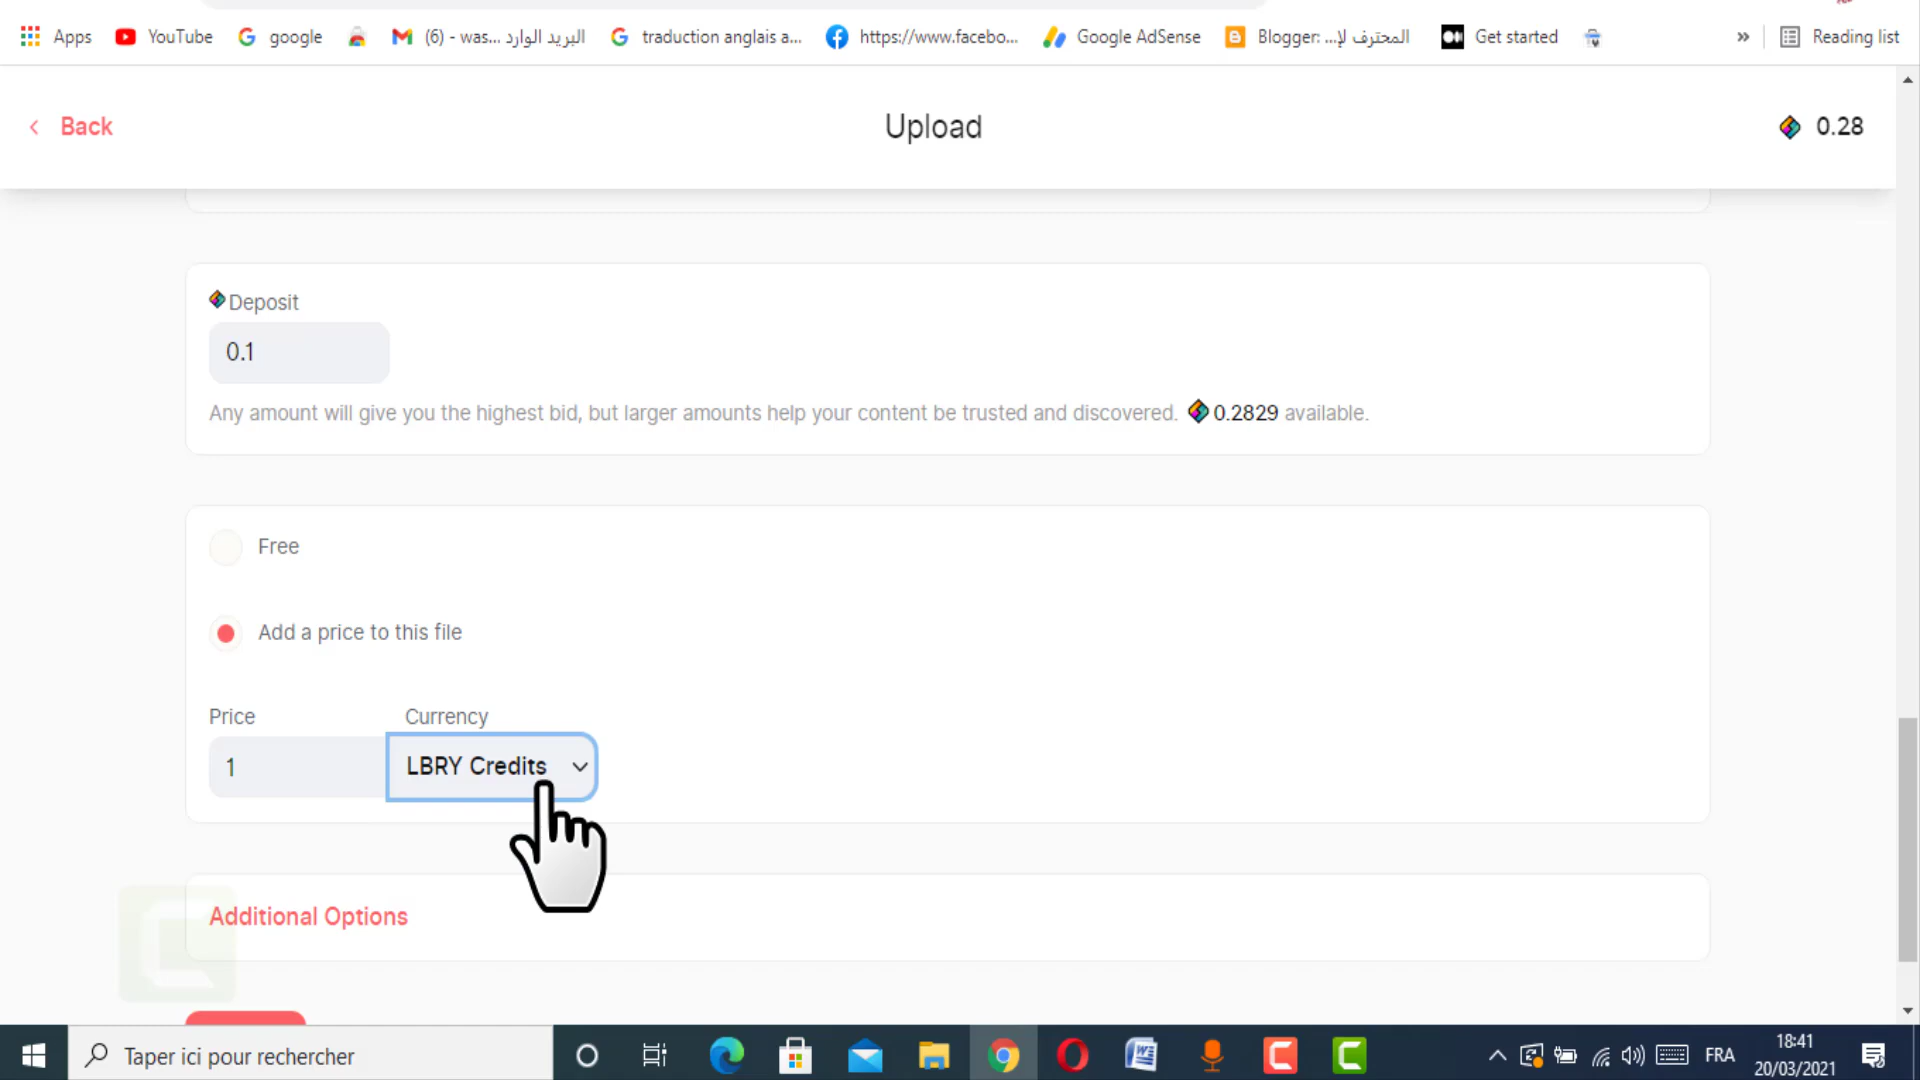 Apps YouTube google البريد الوارد ...was - (6) traduction anglais a... https://www.facebo... Google AdSense Blogger: ...المحترف لإ Get started » Reading list
Back Upload 0.28
Deposit
0.1
Any amount will give you the highest bid, but larger amounts help your content be trusted and discovered. 0.2829 available.
Free
Add a price to this file
Price Currency
1 LBRY Credits
Additional Options
Taper ici pour rechercher FRA 18:41
20/03/2021